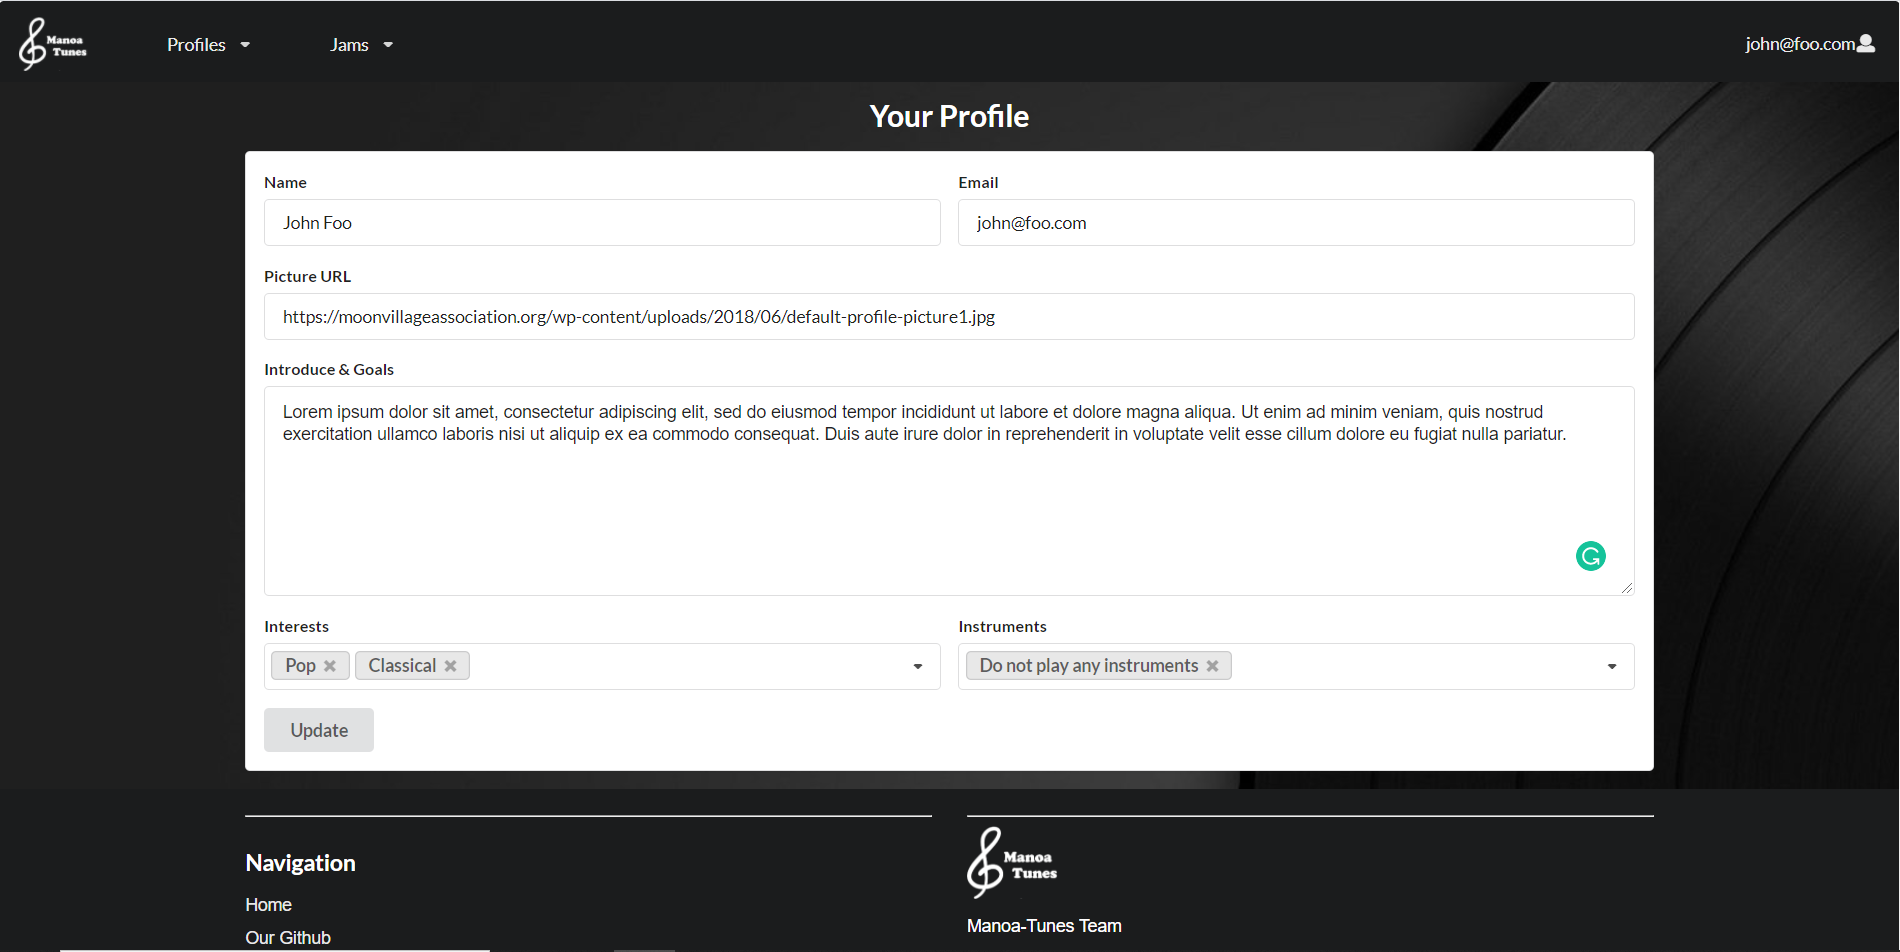 Manoa
Tunes
Profiles
Jams
john@foo.com
Your Profile
Name
Email
John Foo
john@foo.com
Picture URL
https://moonvillageassociation.org/wp-content/uploads/2018/06/default-profile-picture1.jpg
Introduce & Goals
Lorem ipsum dolor sit amet, consectetur adipiscing elit, sed do eiusmod tempor incididunt ut labore et dolore magna aliqua. Ut enim ad minim veniam, quis nostrud
exercitation ullamco laboris nisi ut aliquip ex ea commodo consequat. Duis aute irure dolor in reprehenderit in voluptate velit esse cillum dolore eu fugiat nulla pariatur.
Interests
Instruments
Pop
Classical
Do not play any instruments
Update
Navigation
Home
Our Github
Manoa
Tunes
Manoa-Tunes Team